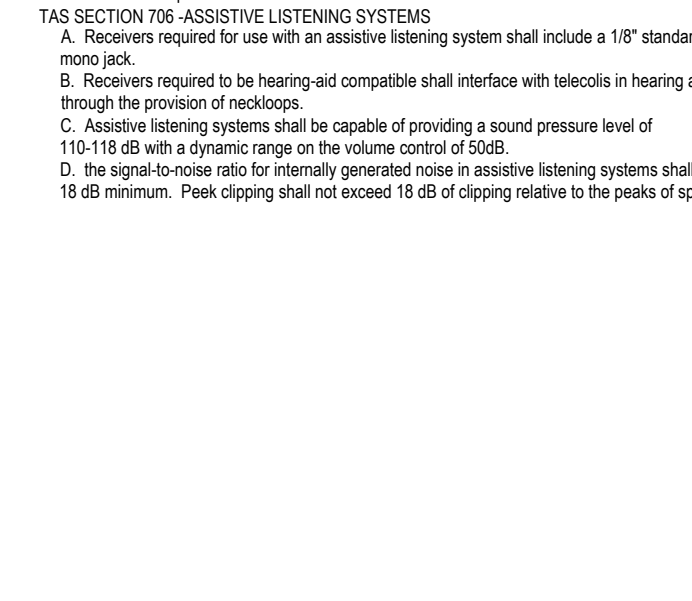 TAS SECTION 706 -ASSISTIVE LISTENING SYSTEMS
A. Receivers required for use with an assistive listening system shall include a 1/8" standar
mono jack.
B. Receivers required to be hearing-aid compatible shall interface with telecolis in hearing a
through the provision of neckloops.
C. Assistive listening systems shall be capable of providing a sound pressure level of
110-118 dB with a dynamic range on the volume control of 50dB.
D. the signal-to-noise ratio for internally generated noise in assistive listening systems shall
18 dB minimum. Peek clipping shall not exceed 18 dB of clipping relative to the peaks of sp